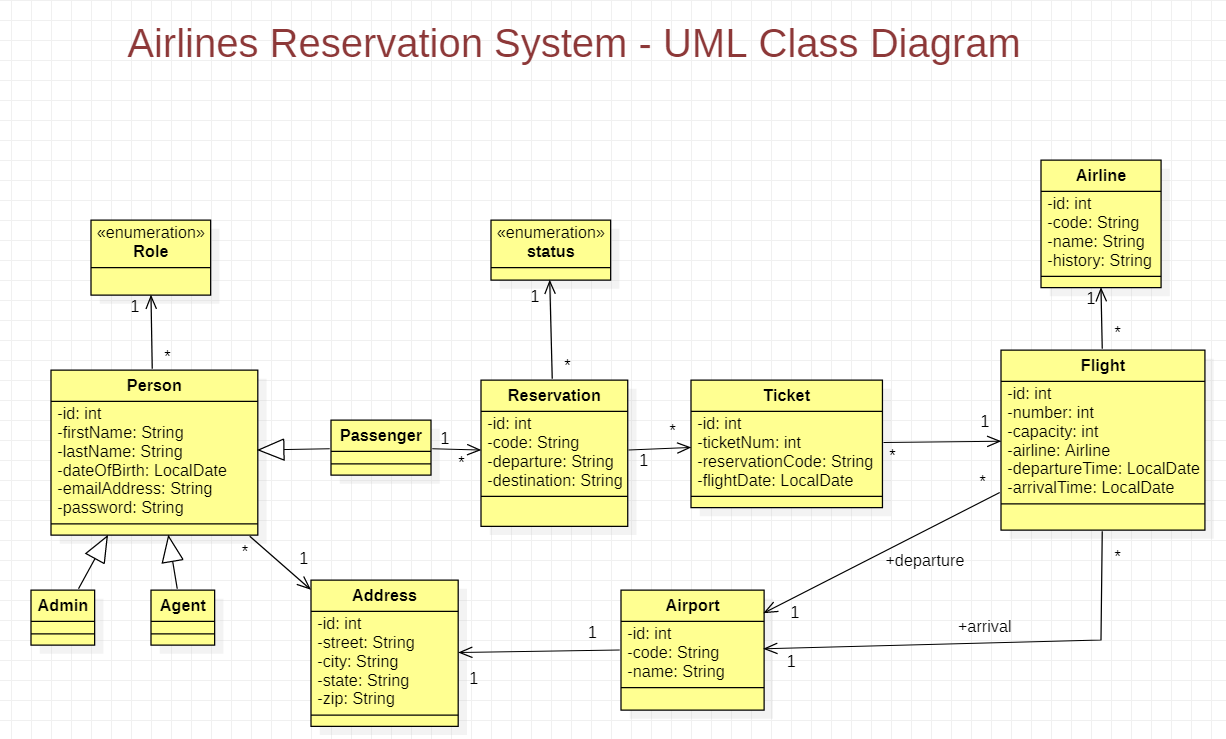 Airlines Reservation System - UML Class Diagram
Airline
-id: int
-code: String
-name: String
-history: String
1
*
«enumeration»
Role
1
*
«enumeration»
status
1
*
Person
-id: int
-firstName: String
-lastName: String
-dateOfBirth: LocalDate
-emailAddress: String
-password: String
Passenger
1
*
Reservation
-id: int
-code: String
-departure: String
-destination: String
1
*
Ticket
-id: int
-ticketNum: int
-reservationCode: String
-flightDate: LocalDate
*
1
Flight
-id: int
-number: int
-capacity: int
-airline: Airline
-departureTime: LocalDate
-arrivalTime: LocalDate
*
+departure
1
*
+arrival
1
Admin
Agent
*
1
Address
-id: int
-street: String
-city: String
-state: String
-zip: String
1
1
Airport
-id: int
-code: String
-name: String